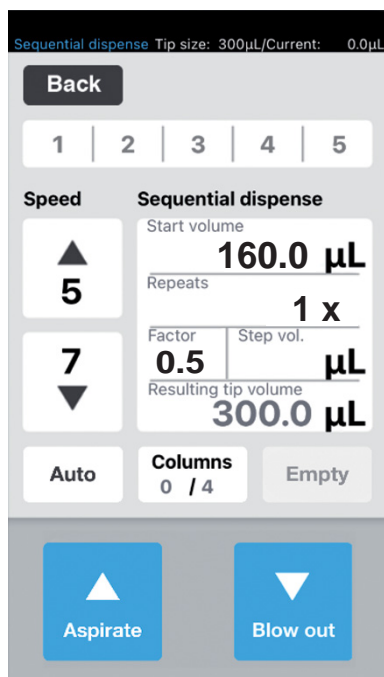 Sequential dispense Tip size: 300µL/Current: 0.0µL
Back
1 2 3 4 5
Speed Sequential dispense
Start volume
160.0 µL
5
Repeats
1 x
Factor Step vol.
7 0.5 µL
Resulting tip volume
300.0 µL
Auto Columns Empty
0 / 4
Aspirate Blow out